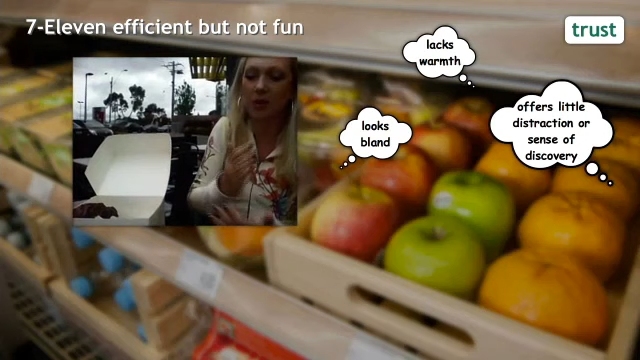 7-Eleven efficient but not fun
trust
lacks
warmth
looks
bland
offers little
distraction or
sense of
discovery